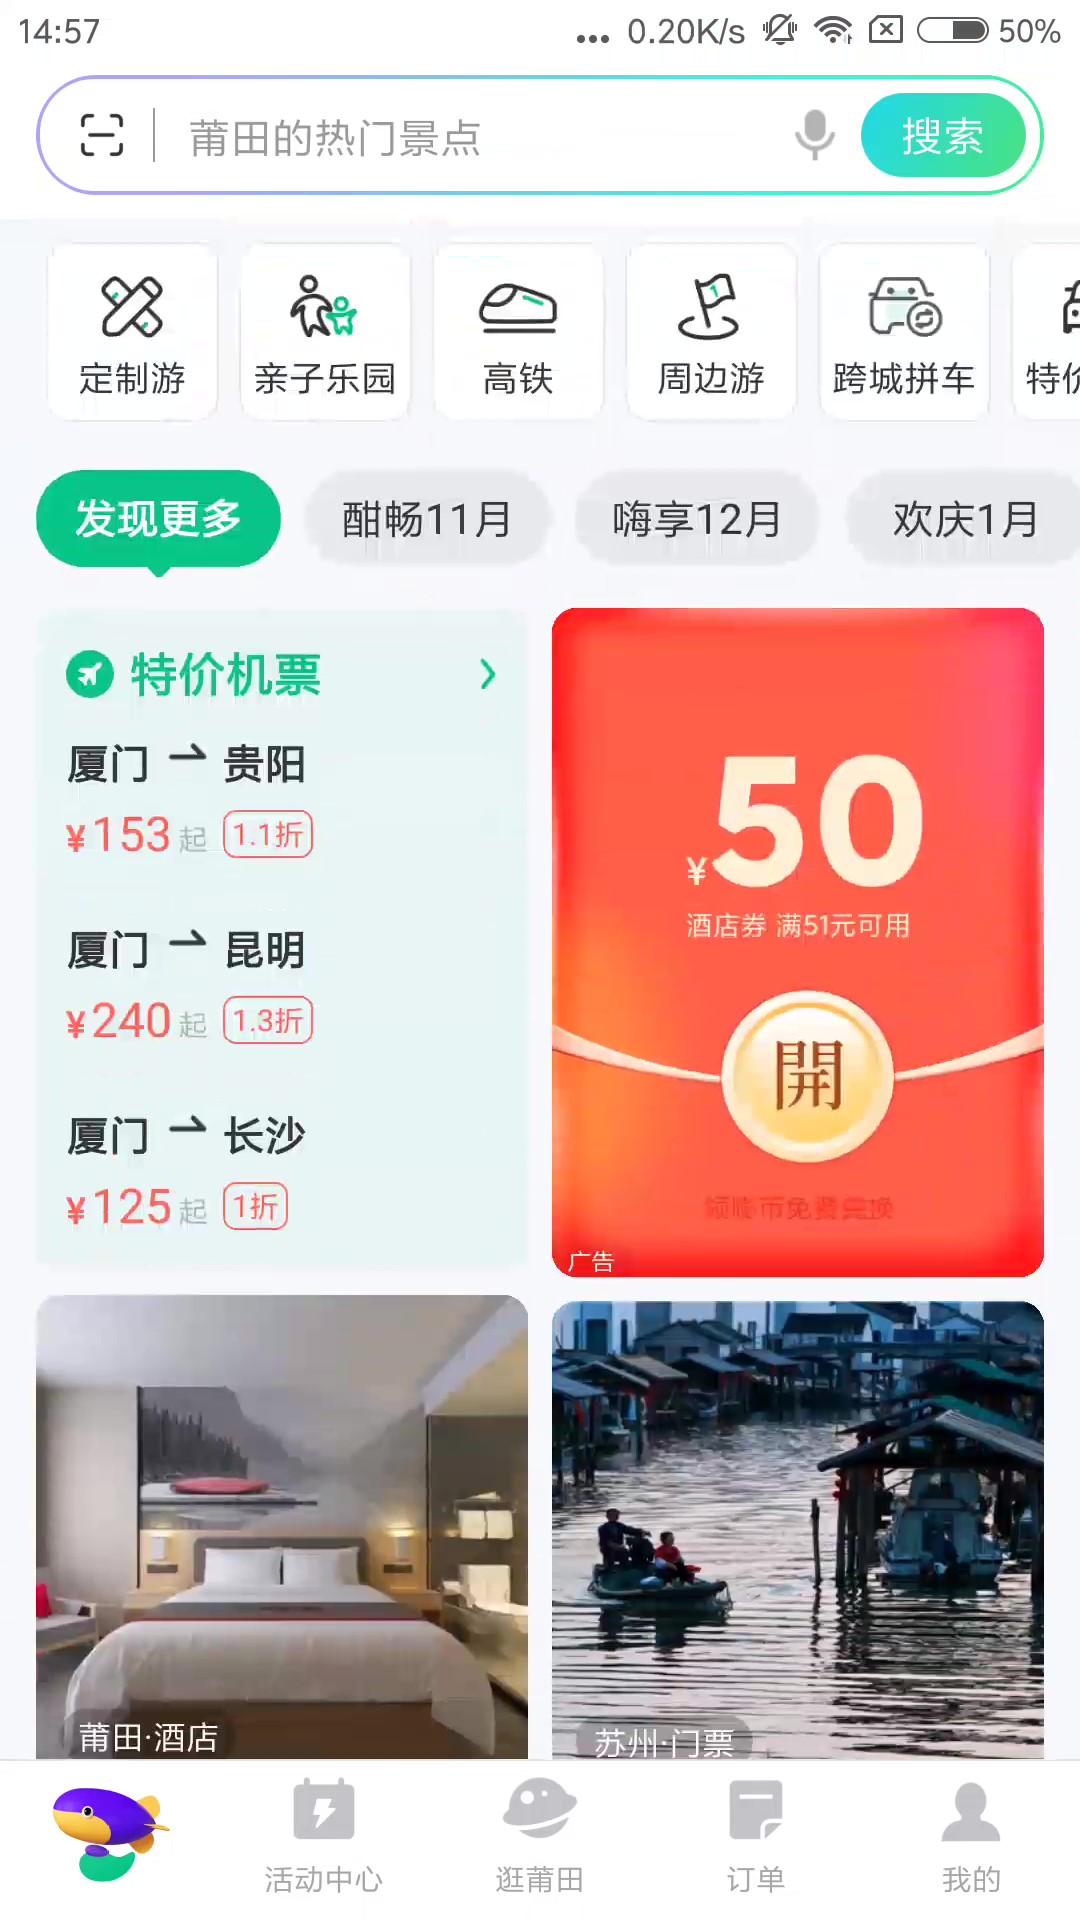 14:57
... 0.20K/s 50%
莆田的热门景点
搜索
定制游
亲子乐园
高铁
周边游
跨城拼车
特价
发现更多
酣畅11月
嗨享12月
欢庆1月
特价机票
厦门 贵阳
¥153起 1.1折
厦门 昆明
¥240起 1.3折
厦门 长沙
¥125起 1折
¥50
酒店券 满51元可用
開
广告
莆田·酒店
苏州·门票
活动中心
逛莆田
订单
我的